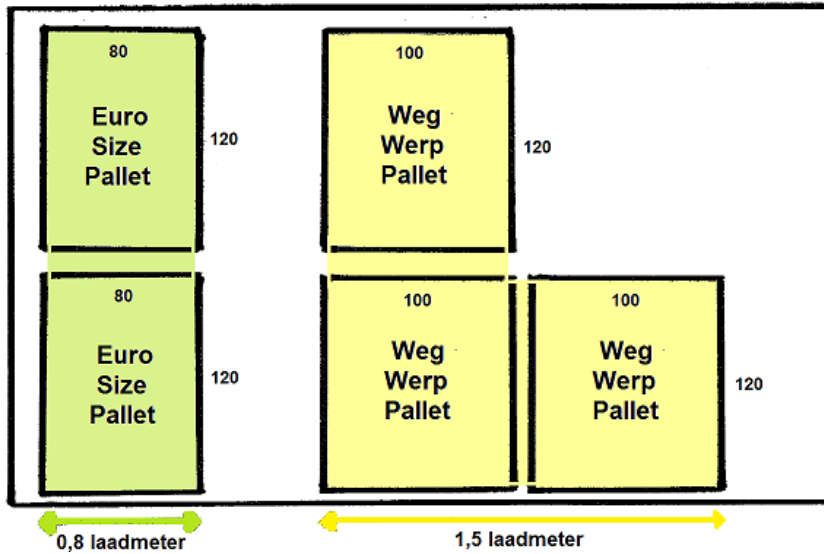 80
Euro
Size
Pallet
120
100
Weg
Werp
Pallet
120
80
Euro
Size
Pallet
120
100
Weg
Werp
Pallet
100
Weg
Werp
Pallet
120
0,8 laadmeter
1,5 laadmeter